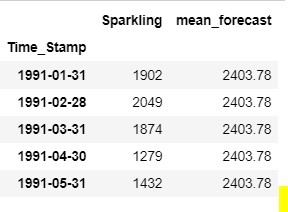 Sparkling mean_forecast
Time_Stamp
1991-01-31 1902 2403.78
1991-02-28 2049 2403.78
1991-03-31 1874 2403.78
1991-04-30 1279 2403.78
1991-05-31 1432 2403.78